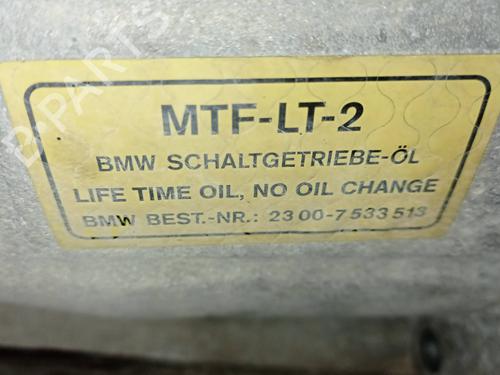 B-PARTS
MTF-LT-2
BMW SCHALTGETRIEBE-ÖL
LIFE TIME OIL, NO OIL CHANGE
BMW BEST.-NR.: 23 00-7 533 513